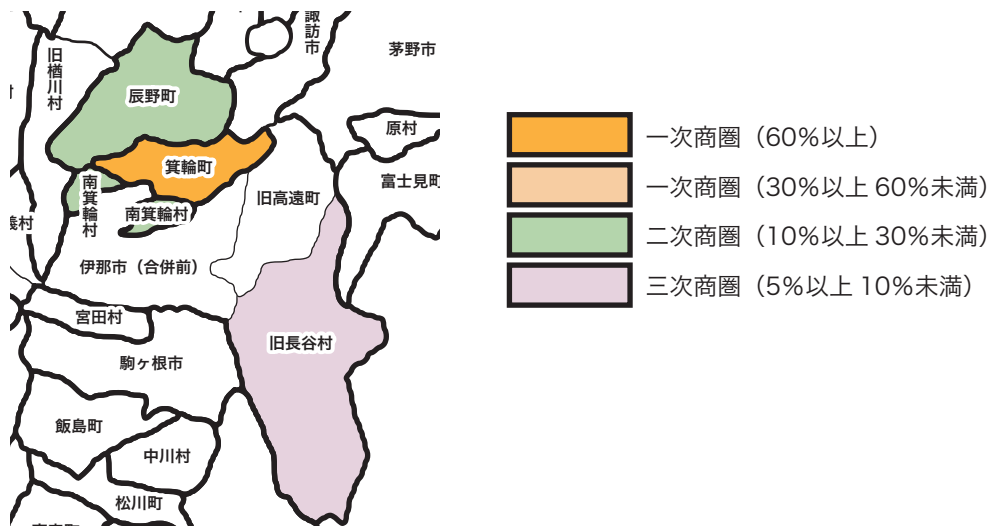 諏訪市
茅野市
旧楢川村
辰野町
原村
箕輪町
富士見町
南箕輪村
旧高遠町
南箕輪村
伊那市（合併前）
宮田村
旧長谷村
駒ヶ根市
飯島町
中川村
松川町
一次商圏（60%以上）
一次商圏（30%以上 60%未満）
二次商圏（10%以上 30%未満）
三次商圏（5%以上 10%未満）